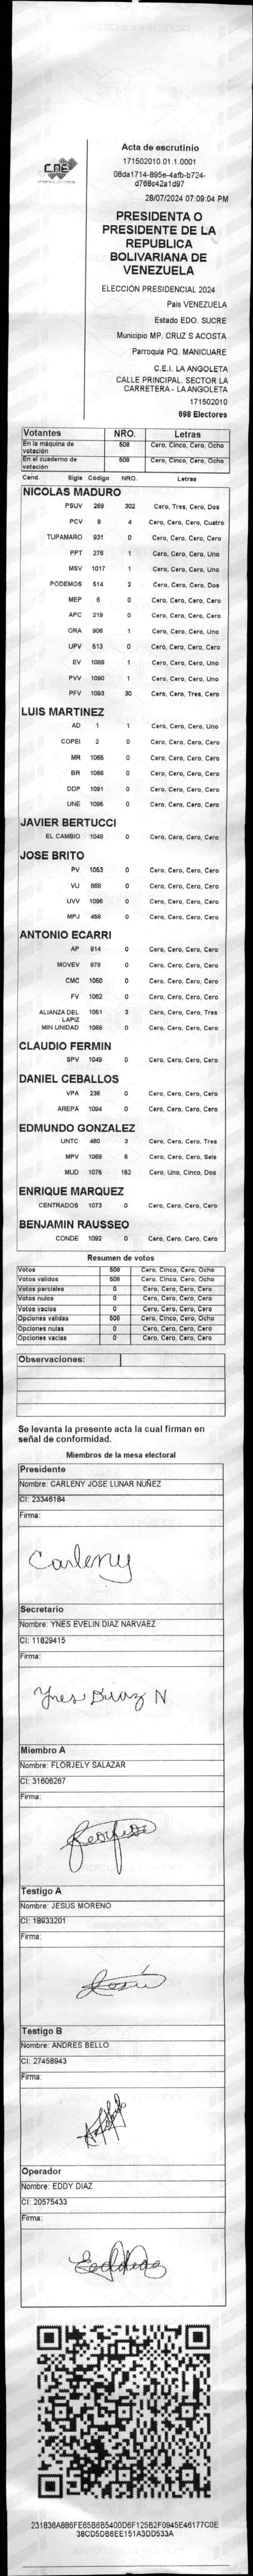 CNE
Acta de escrutinio
171502010.01.1.0001
08da1714-895e-4afb-b724-
d768c42a1d97
28/07/2024 07:09:04 PM
PRESIDENTA O
PRESIDENTE DE LA
REPUBLICA
BOLIVARIANA DE
VENEZUELA
ELECCIÓN PRESIDENCIAL 2024
Pais VENEZUELA
Estado EDO. SUCRE
Municipio MP. CRUZ S ACOSTA
Parroquia PQ. MANICUARE
C.E.I. LA ANGOLETA
CALLE PRINCIPAL. SECTOR LA
CARRETERA - LA ANGOLETA
171502010
698 Electores
Votantes NRO. Letras
En la máquina de votación 508 Cero, Cinco, Cero, Ocho
En el cuaderno de votación 508 Cero, Cinco, Cero, Ocho
Cand. Sigla Código NRO. Letras
NICOLAS MADURO
PSUV 269 302 Cero, Tres, Cero, Dos
PCV 9 4 Cero, Cero, Cero, Cuatro
TUPAMARO 931 0 Cero, Cero, Cero, Cero
PPT 276 1 Cero, Cero, Cero, Uno
MSV 1017 1 Cero, Cero, Cero, Uno
PODEMOS 514 2 Cero, Cero, Cero, Dos
MEP 6 0 Cero, Cero, Cero, Cero
APC 219 0 Cero, Cero, Cero, Cero
ORA 906 1 Cero, Cero, Cero, Uno
UPV 513 0 Cero, Cero, Cero, Cero
EV 1089 1 Cero, Cero, Cero, Uno
PVV 1090 1 Cero, Cero, Cero, Uno
PFV 1093 30 Cero, Cero, Tres, Cero
LUIS MARTINEZ
AD 1 1 Cero, Cero, Cero, Uno
COPEI 2 0 Cero, Cero, Cero, Cero
MR 1065 0 Cero, Cero, Cero, Cero
BR 1066 0 Cero, Cero, Cero, Cero
DDP 1091 0 Cero, Cero, Cero, Cero
UNE 1095 0 Cero, Cero, Cero, Cero
JAVIER BERTUCCI
EL CAMBIO 1048 0 Cero, Cero, Cero, Cero
JOSE BRITO
PV 1053 0 Cero, Cero, Cero, Cero
VU 868 0 Cero, Cero, Cero, Cero
UVV 1096 0 Cero, Cero, Cero, Cero
MPJ 458 0 Cero, Cero, Cero, Cero
ANTONIO ECARRI
AP 914 0 Cero, Cero, Cero, Cero
MOVEV 878 0 Cero, Cero, Cero, Cero
CMC 1050 0 Cero, Cero, Cero, Cero
FV 1052 0 Cero, Cero, Cero, Cero
ALIANZA DEL LAPIZ 1051 3 Cero, Cero, Cero, Tres
MIN UNIDAD 1068 0 Cero, Cero, Cero, Cero
CLAUDIO FERMIN
SPV 1049 0 Cero, Cero, Cero, Cero
DANIEL CEBALLOS
VPA 236 0 Cero, Cero, Cero, Cero
AREPA 1094 0 Cero, Cero, Cero, Cero
EDMUNDO GONZALEZ
UNTC 460 3 Cero, Cero, Cero, Tres
MPV 1069 6 Cero, Cero, Cero, Seis
MUD 1075 152 Cero, Uno, Cinco, Dos
ENRIQUE MARQUEZ
CENTRADOS 1073 0 Cero, Cero, Cero, Cero
BENJAMIN RAUSSEO
CONDE 1092 0 Cero, Cero, Cero, Cero
Resumen de votos
Votos 508 Cero, Cinco, Cero, Ocho
Votos validos 508 Cero, Cinco, Cero, Ocho
Votos parciales 0 Cero, Cero, Cero, Cero
Votos nulos 0 Cero, Cero, Cero, Cero
Votos vacios 0 Cero, Cero, Cero, Cero
Opciones validas 508 Cero, Cinco, Cero, Ocho
Opciones nulas 0 Cero, Cero, Cero, Cero
Opciones vacias 0 Cero, Cero, Cero, Cero
Observaciones:
Se levanta la presente acta la cual firman en
señal de conformidad.
Miembros de la mesa electoral
Presidente
Nombre: CARLENY JOSE LUNAR NUÑEZ
CI: 23346184
Firma:
Carleny
Secretario
Nombre: YNES EVELIN DIAZ NARVAEZ
CI: 11829415
Firma:
Ynes Diaz N
Miembro A
Nombre: FLORJELY SALAZAR
CI: 31606267
Firma:
Testigo A
Nombre: JESUS MORENO
CI: 18933201
Firma:
Testigo B
Nombre: ANDRES BELLO
CI: 27458943
Firma:
Operador
Nombre: EDDY DIAZ
CI: 20575433
Firma:
231836A886FE65B6B5400D6F125B2F0945E46177C0E
38CD5DB6EE151A3DD533A